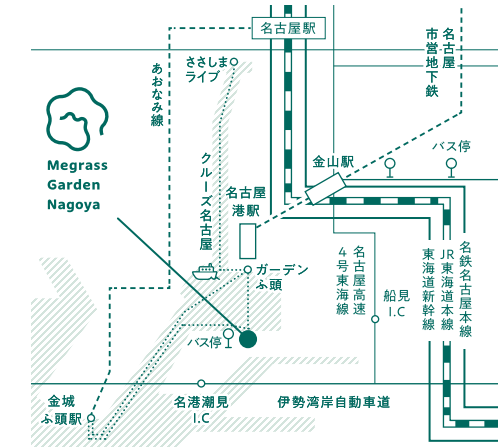 名古屋駅
ささしま
ライブ
あおなみ線
名古屋
市営地下鉄
バス停
金山駅
Megrass
Garden
Nagoya
クルーズ名古屋
名古屋
港駅
ガーデン
ふ頭
名古屋高速
4号東海線
船見
I.C
東海道新幹線
JR東海道本線
名鉄名古屋本線
バス停
金城
ふ頭駅
名港潮見
I.C
伊勢湾岸自動車道